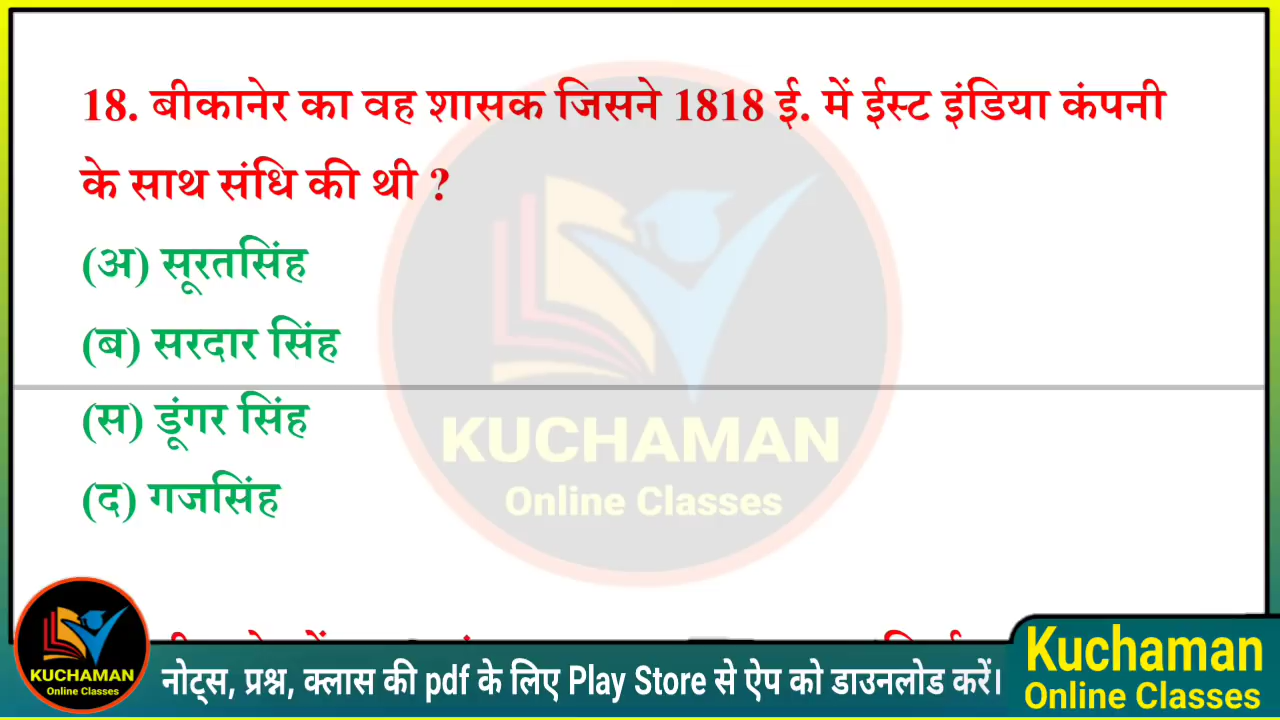 18. बीकानेर का वह शासक जिसने 1818 ई. में ईस्ट इंडिया कंपनी
के साथ संधि की थी ?
(अ) सूरतसिंह
(ब) सरदार सिंह
(स) डूंगर सिंह
(द) गजसिंह
KUCHAMAN
Online Classes
KUCHAMAN
Online Classes
नोट्स, प्रश्न, क्लास की pdf के लिए Play Store से ऐप को डाउनलोड करें।
Kuchaman
Online Classes